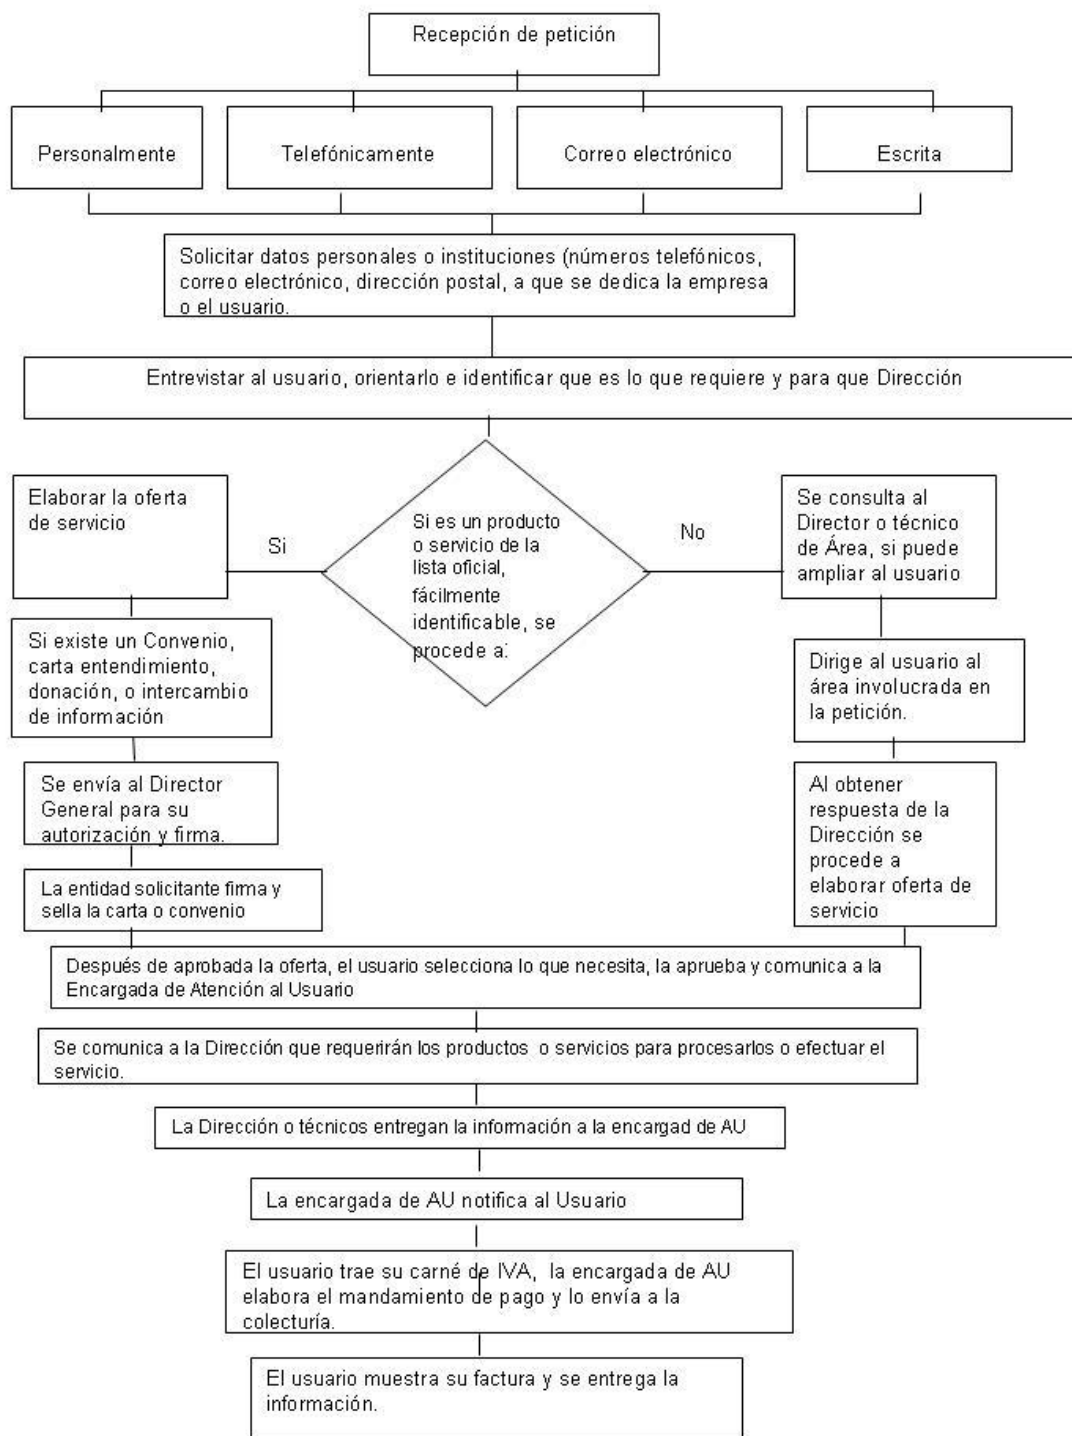 Recepción de petición
Personalmente
Telefónicamente
Correo electrónico
Escrita
Solicitar datos personales o instituciones (números telefónicos,
correo electrónico, dirección postal, a que se dedica la empresa
o el usuario.
Entrevistar al usuario, orientarlo e identificar que es lo que requiere y para que Dirección
Elaborar la oferta
de servicio
Si
Si es un producto
o servicio de la
lista oficial,
fácilmente
identificable, se
procede a:
No
Se consulta al
Director o técnico
de Área, si puede
ampliar al usuario
Si existe un Convenio,
carta entendimiento,
donación, o intercambio
de información
Dirige al usuario al
área involucrada en
la petición.
Se envía al Director
General para su
autorización y firma.
Al obtener
respuesta de la
Dirección se
procede a
elaborar oferta de
servicio
La entidad solicitante firma y
sella la carta o convenio
Después de aprobada la oferta, el usuario selecciona lo que necesita, la aprueba y comunica a la
Encargada de Atención al Usuario
Se comunica a la Dirección que requerirán los productos o servicios para procesarlos o efectuar el
servicio.
La Dirección o técnicos entregan la información a la encargad de AU
La encargada de AU notifica al Usuario
El usuario trae su carné de IVA, la encargada de AU
elabora el mandamiento de pago y lo envía a la
colecturía.
El usuario muestra su factura y se entrega la
información.